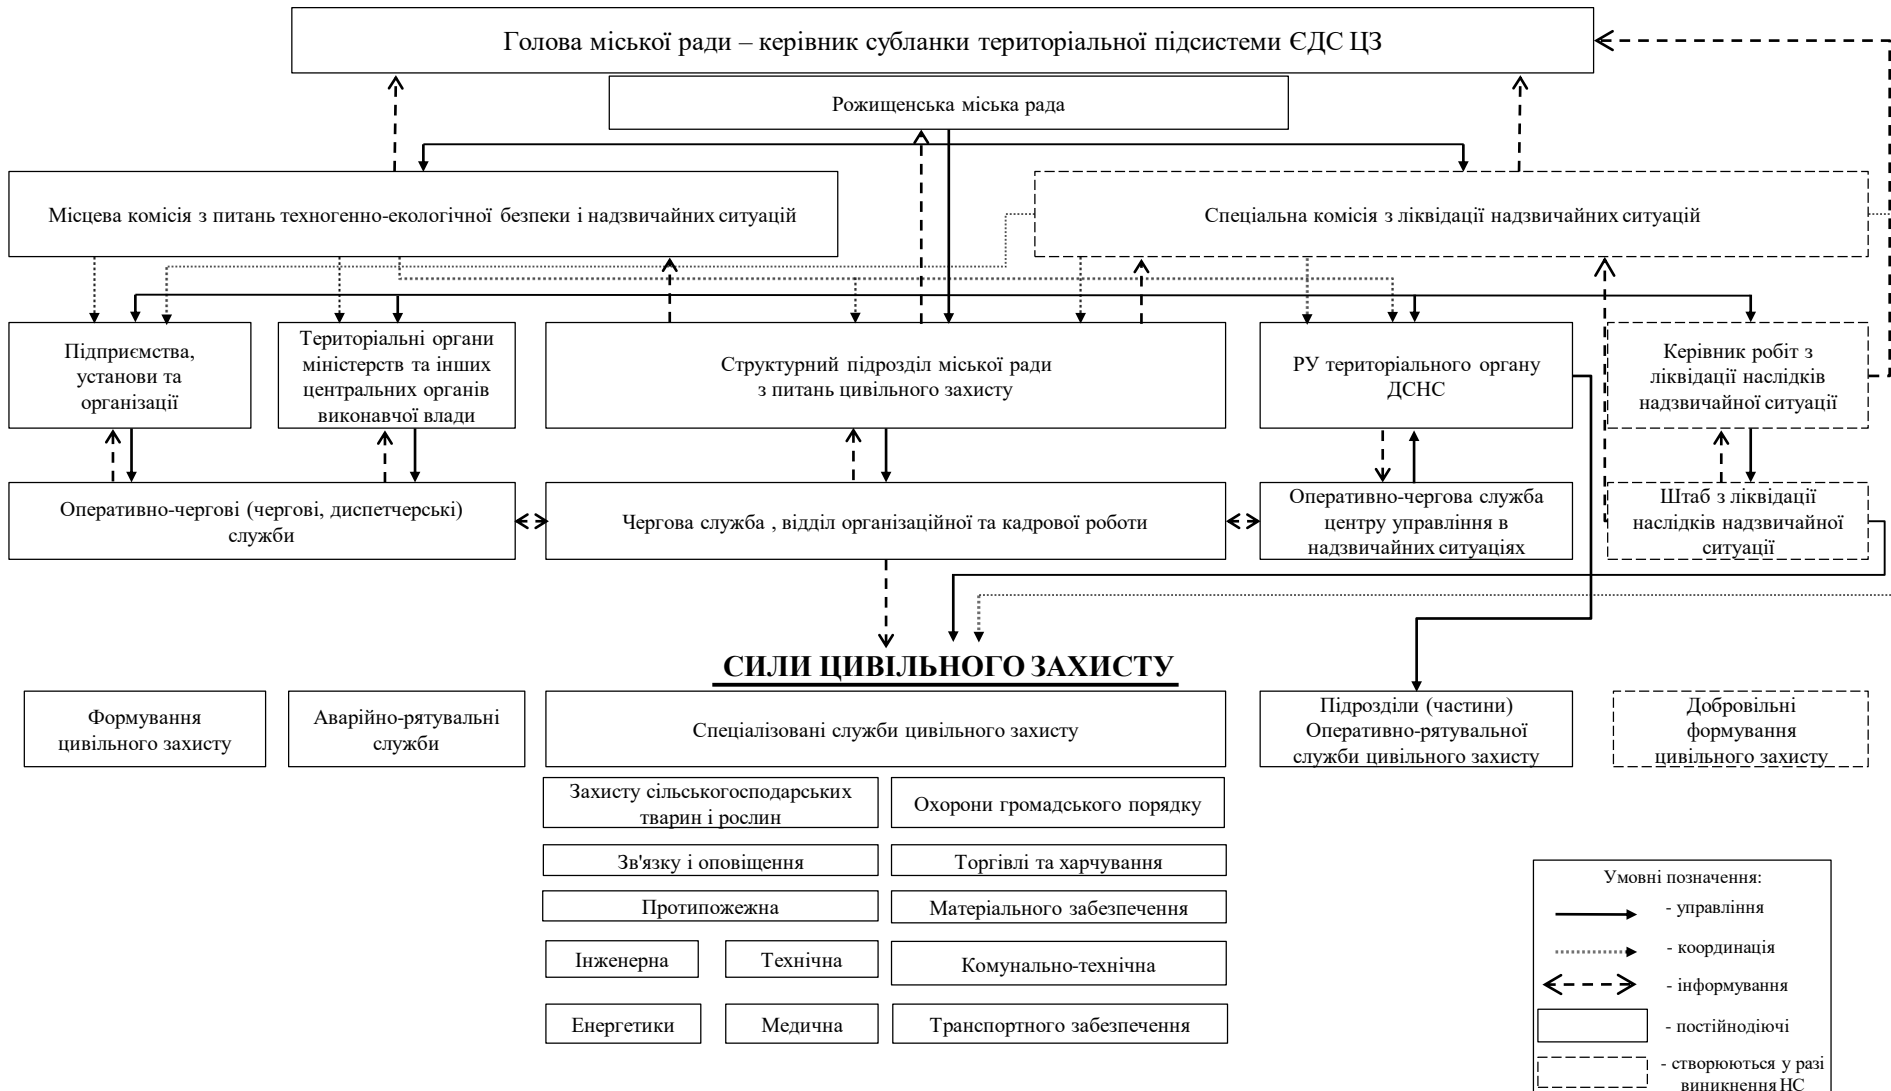 Голова міської ради – керівник субланки територіальної підсистеми ЄДС ЦЗ
Рожищенська міська рада
Місцева комісія з питань техногенно-екологічної безпеки і надзвичайних ситуацій
Спеціальна комісія з ліквідації надзвичайних ситуацій
Підприємства,
установи та
організації
Територіальні органи
міністерств та інших
центральних органів
виконавчої влади
Структурний підрозділ міської ради
з питань цивільного захисту
РУ територіального органу
ДСНС
Керівник робіт з
ліквідації наслідків
надзвичайної ситуації
Оперативно-чергові (чергові, диспетчерські)
служби
Чергова служба , відділ організаційної та кадрової роботи
Оперативно-чергова служба
центру управління в
надзвичайних ситуаціях
Штаб з ліквідації
наслідків надзвичайної
ситуації
СИЛИ ЦИВІЛЬНОГО ЗАХИСТУ
Формування
цивільного захисту
Аварійно-рятувальні
служби
Спеціалізовані служби цивільного захисту
Підрозділи (частини)
Оперативно-рятувальної
служби цивільного захисту
Добровільні
формування
цивільного захисту
Захисту сільськогосподарських
тварин і рослин
Охорони громадського порядку
Зв'язку і оповіщення
Торгівлі та харчування
Протипожежна
Матеріального забезпечення
Інженерна
Технічна
Комунально-технічна
Енергетики
Медична
Транспортного забезпечення
Умовні позначення:
- управління
- координація
- інформування
- постійнодіючі
- створюються у разі
виникнення НС